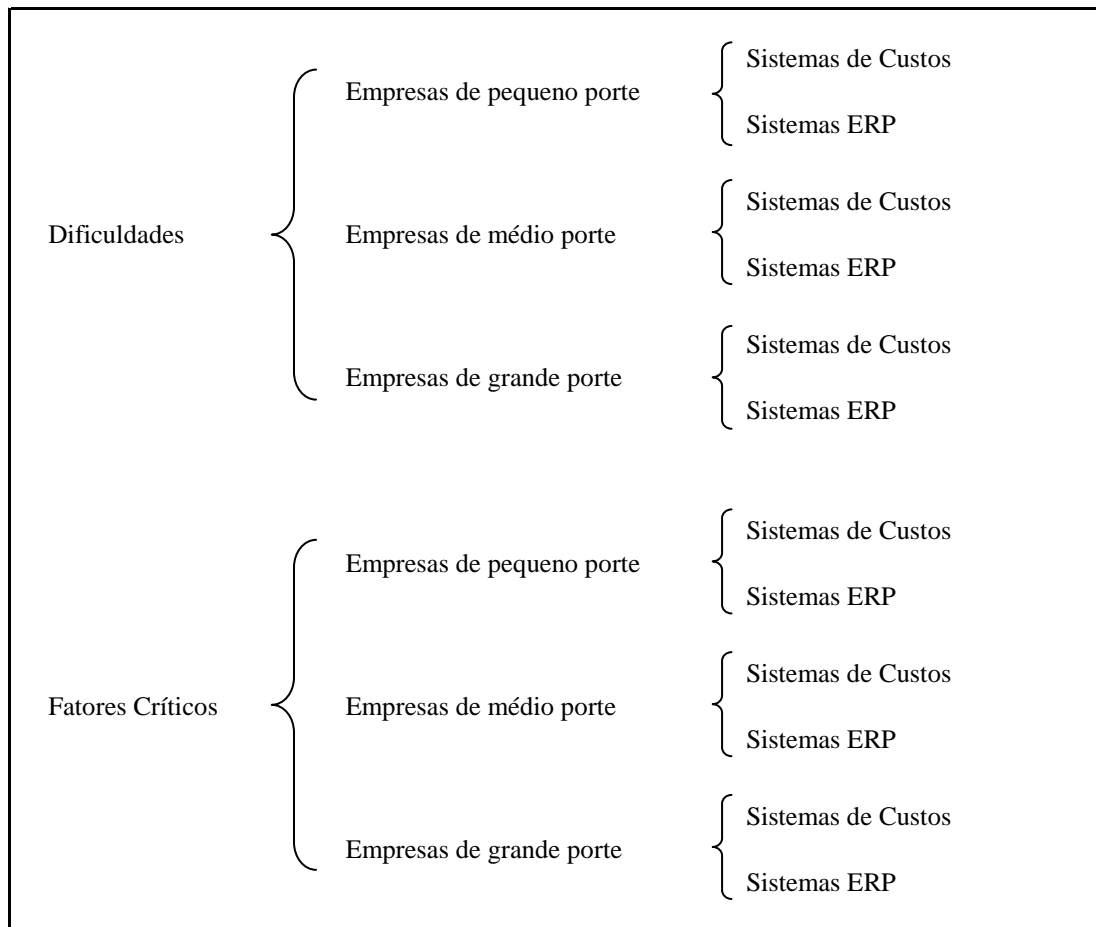 Dificuldades
Empresas de pequeno porte
Sistemas de Custos
Sistemas ERP
Empresas de médio porte
Sistemas de Custos
Sistemas ERP
Empresas de grande porte
Sistemas de Custos
Sistemas ERP
Fatores Críticos
Empresas de pequeno porte
Sistemas de Custos
Sistemas ERP
Empresas de médio porte
Sistemas de Custos
Sistemas ERP
Empresas de grande porte
Sistemas de Custos
Sistemas ERP